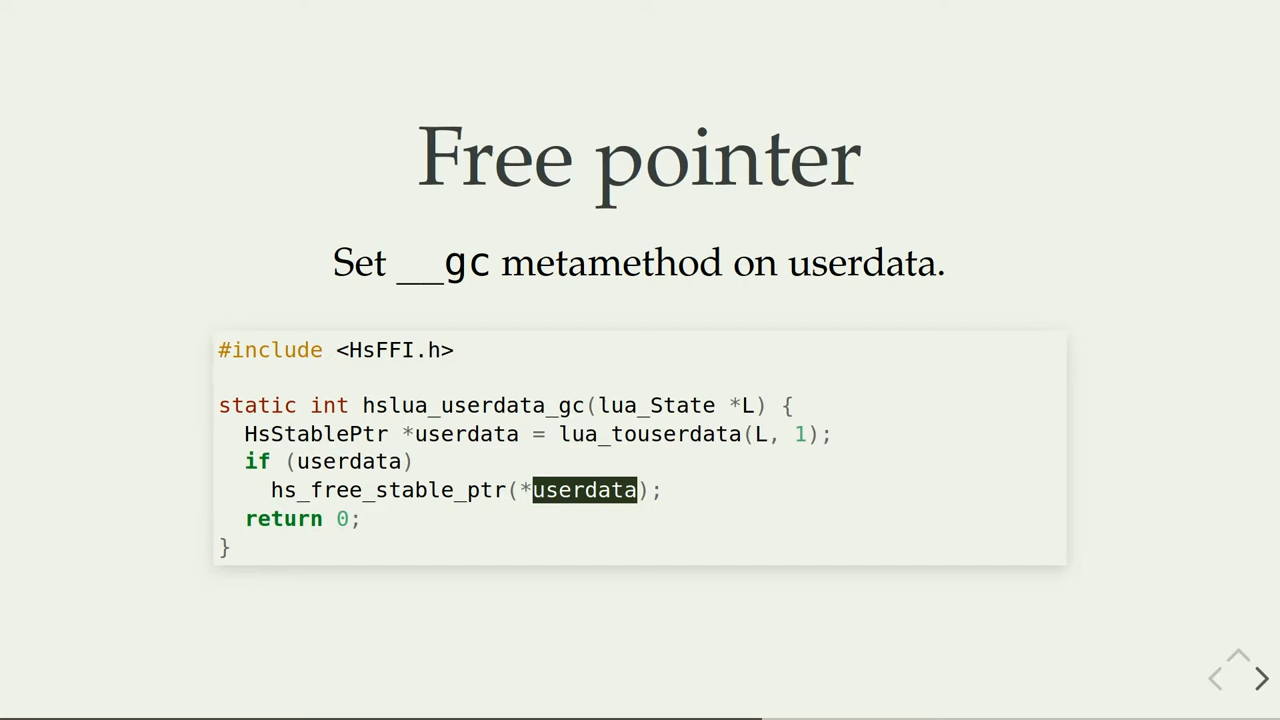 Free pointer
Set __gc metamethod on userdata.
#include <HsFFI.h>
static int hslua_userdata_gc(lua_State *L) {
  HsStablePtr *userdata = lua_touserdata(L, 1);
  if (userdata)
    hs_free_stable_ptr(*userdata);
  return 0;
}